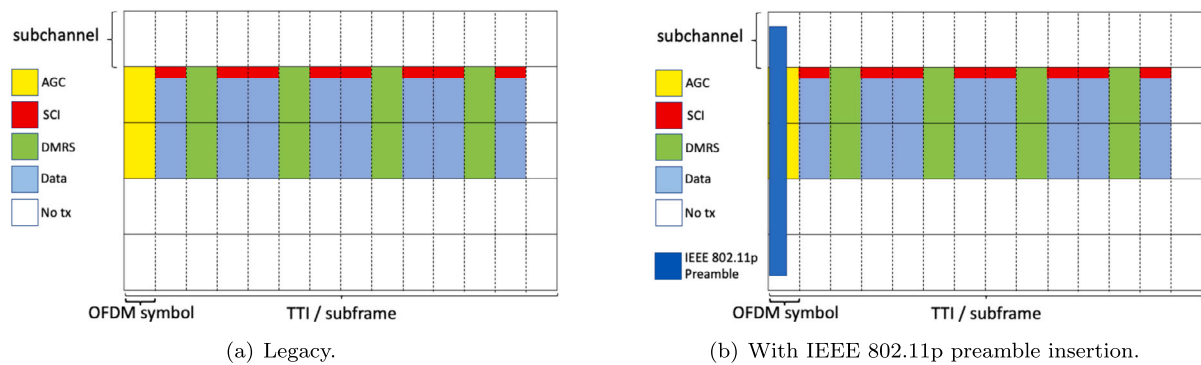 subchannel
AGC
SCI
DMRS
Data
No tx
OFDM symbol
TTI / subframe
(a) Legacy.
subchannel
AGC
SCI
DMRS
Data
No tx
IEEE 802.11p
Preamble
OFDM symbol
TTI / subframe
(b) With IEEE 802.11p preamble insertion.